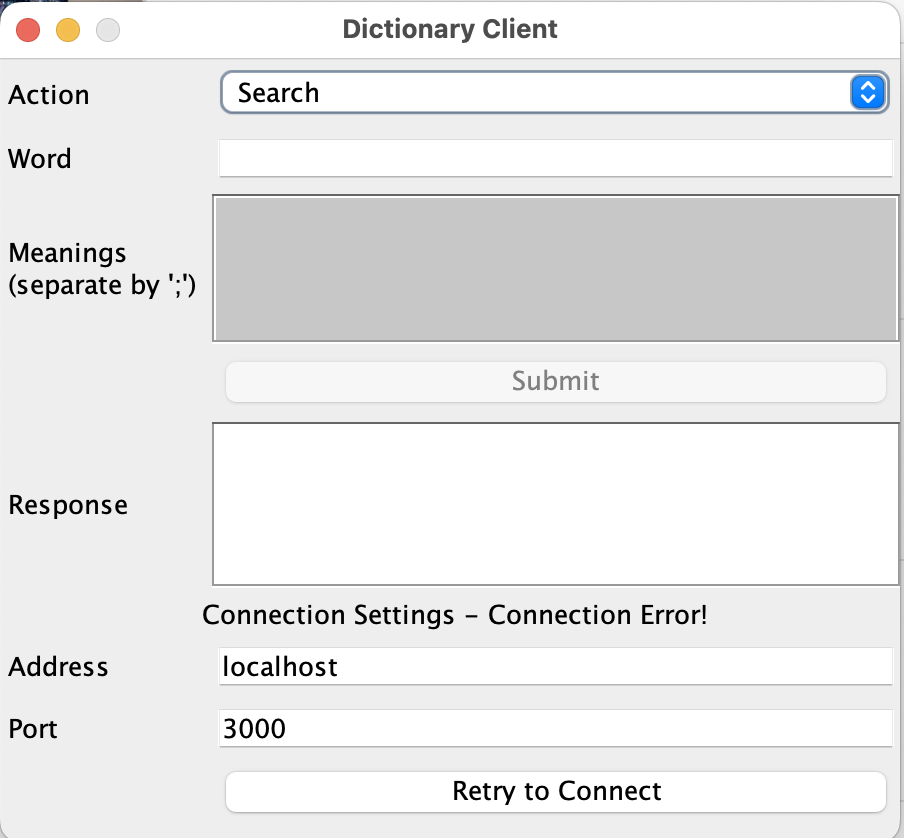 Dictionary Client
Action
Search
Word
Meanings
(separate by ';')
Submit
Response
Connection Settings – Connection Error!
Address
localhost
Port
3000
Retry to Connect